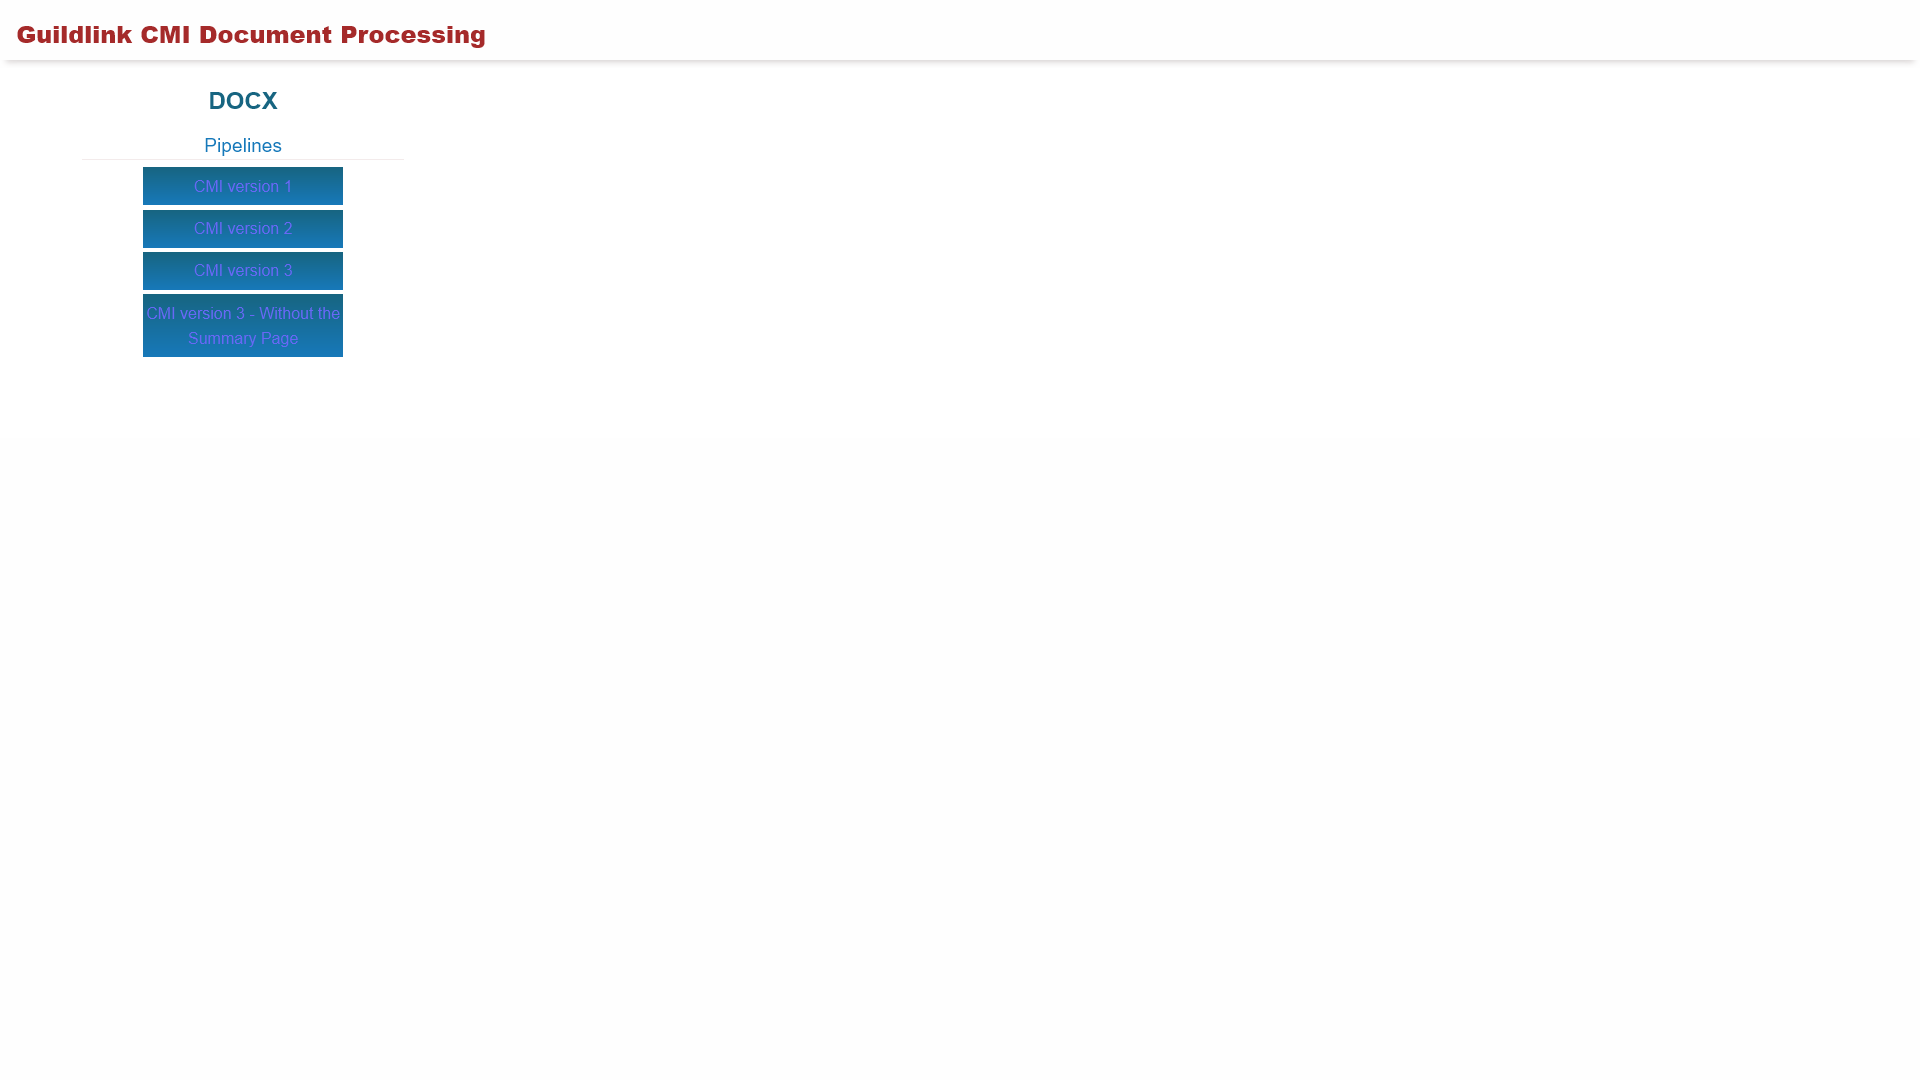 Guildlink CMI Document Processing
DOCX
Pipelines
CMI version 1
CMI version 2
CMI version 3
CMI version 3 - Without the
Summary Page